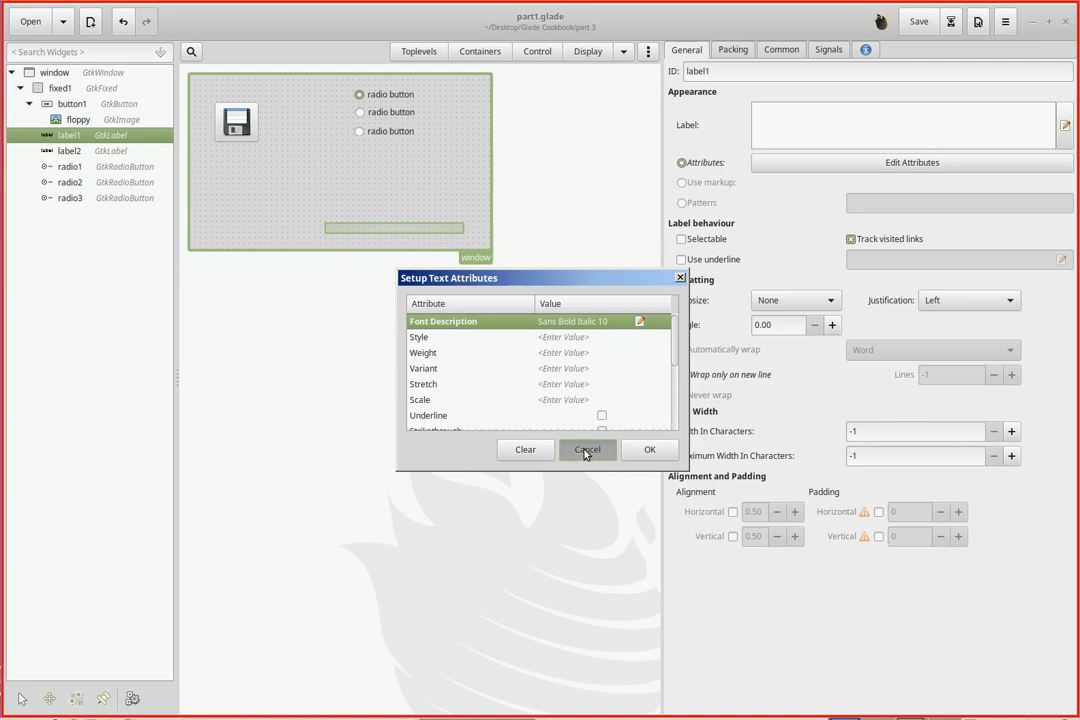 part1.glade
~/Desktop/Glade Cookbook/part 3
Open
Save
< Search Widgets >
Toplevels
Containers
Control
Display
window GtkWindow
fixed1 GtkFixed
button1 GtkButton
floppy GtkImage
label1 GtkLabel
label2 GtkLabel
radio1 GtkRadioButton
radio2 GtkRadioButton
radio3 GtkRadioButton
radio button
radio button
radio button
window
General
Packing
Common
Signals
ID: label1
Appearance
Label:
Attributes: Edit Attributes
Use markup:
Pattern:
Label behaviour
Selectable
Track visited links
Use underline
None
Justification: Left
0.00
Automatically wrap
Word
Wrap only on new line
Lines -1
Never wrap
Width
-1
Maximum Width In Characters: -1
Alignment and Padding
Alignment
Padding
Horizontal 0.50
Horizontal 0
Vertical 0.50
Vertical 0
Setup Text Attributes
Attribute Value
Font Description Sans Bold Italic 10
Style <Enter Value>
Weight <Enter Value>
Variant <Enter Value>
Stretch <Enter Value>
Scale <Enter Value>
Underline
Clear
Cancel
OK